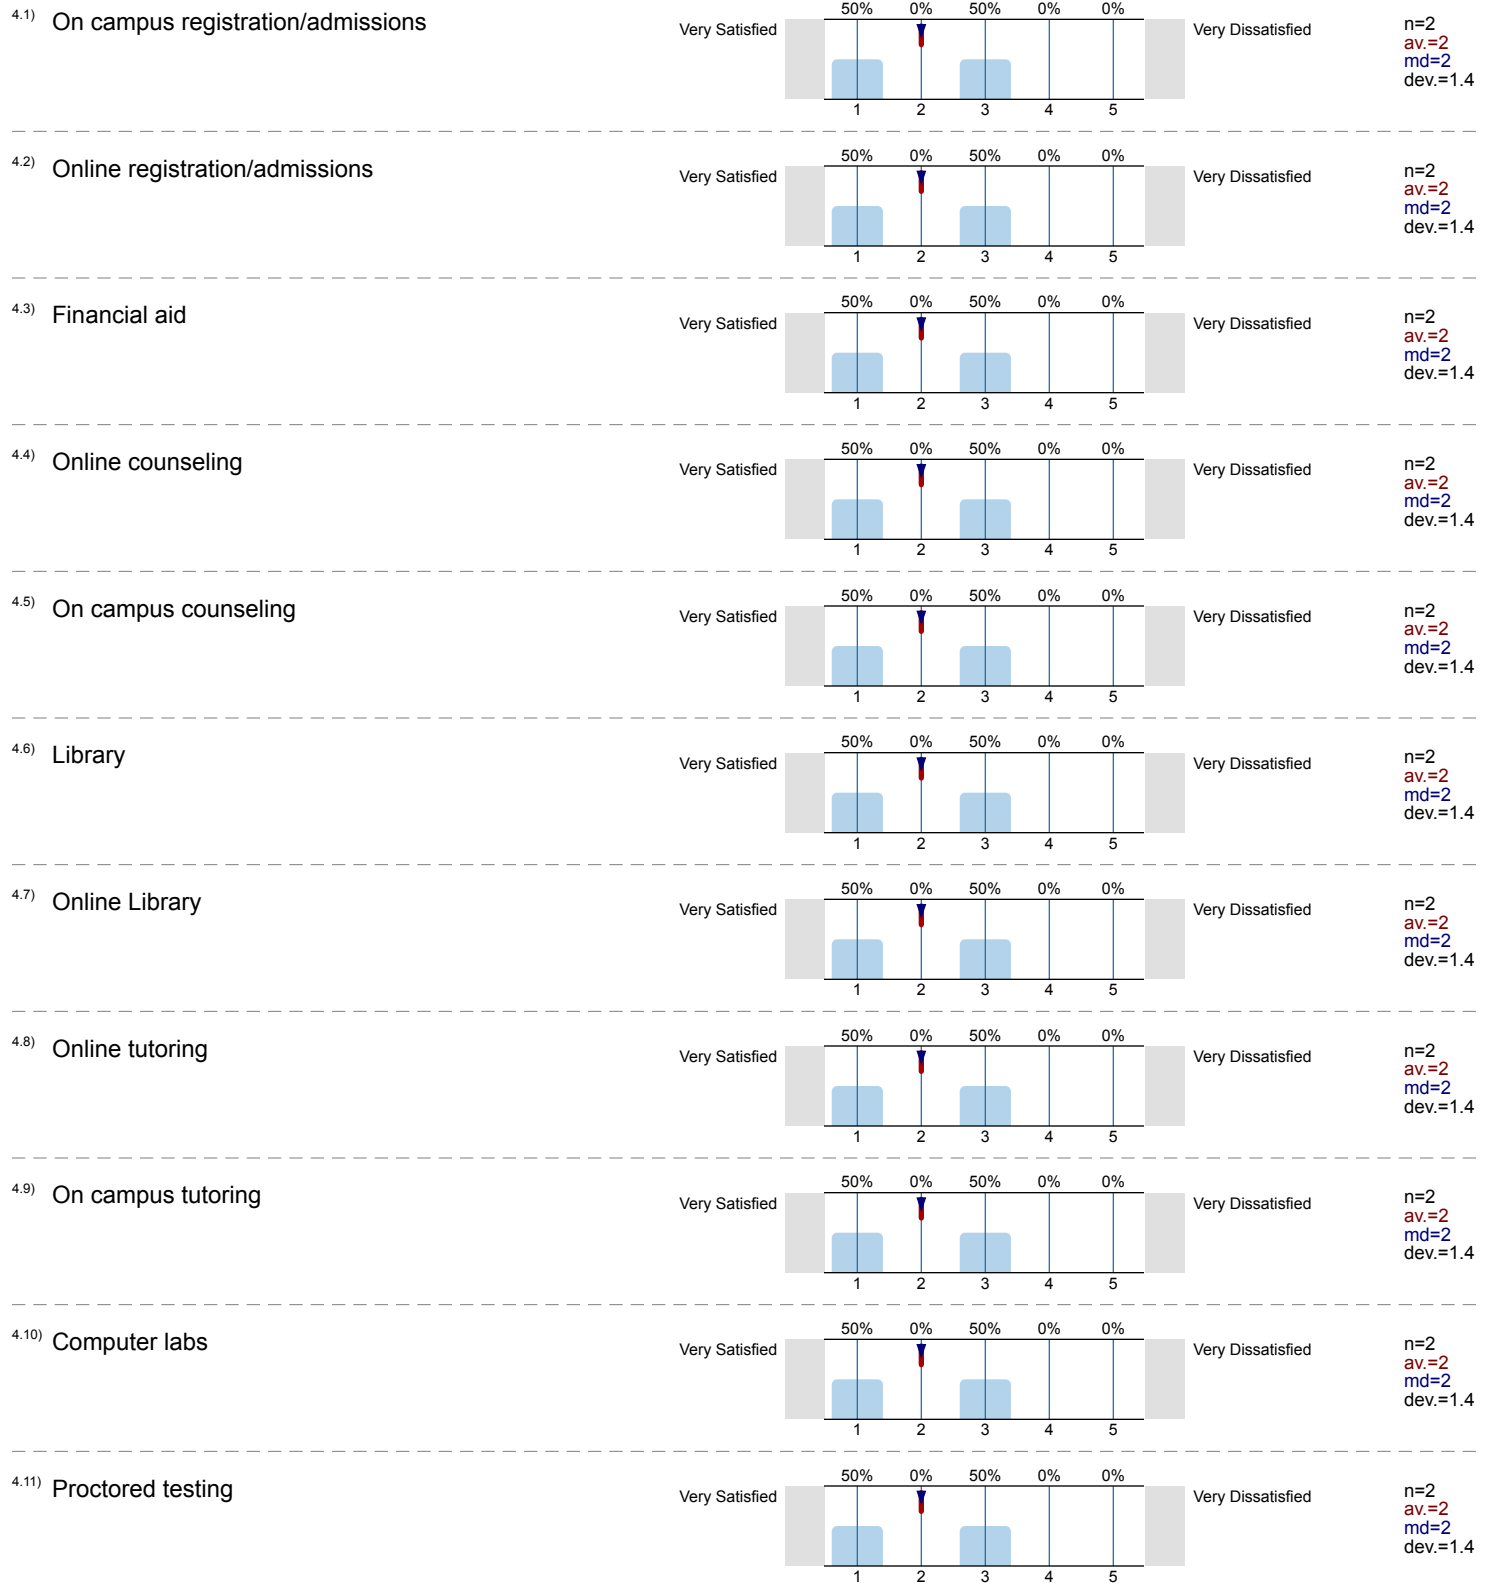 4.1) On campus registration/admissions
50% 0% 50% 0% 0%
Very Satisfied Very Dissatisfied
n=2
av.=2
md=2
dev.=1.4
1 2 3 4 5
4.2) Online registration/admissions
50% 0% 50% 0% 0%
Very Satisfied Very Dissatisfied
n=2
av.=2
md=2
dev.=1.4
1 2 3 4 5
4.3) Financial aid
50% 0% 50% 0% 0%
Very Satisfied Very Dissatisfied
n=2
av.=2
md=2
dev.=1.4
1 2 3 4 5
4.4) Online counseling
50% 0% 50% 0% 0%
Very Satisfied Very Dissatisfied
n=2
av.=2
md=2
dev.=1.4
1 2 3 4 5
4.5) On campus counseling
50% 0% 50% 0% 0%
Very Satisfied Very Dissatisfied
n=2
av.=2
md=2
dev.=1.4
1 2 3 4 5
4.6) Library
50% 0% 50% 0% 0%
Very Satisfied Very Dissatisfied
n=2
av.=2
md=2
dev.=1.4
1 2 3 4 5
4.7) Online Library
50% 0% 50% 0% 0%
Very Satisfied Very Dissatisfied
n=2
av.=2
md=2
dev.=1.4
1 2 3 4 5
4.8) Online tutoring
50% 0% 50% 0% 0%
Very Satisfied Very Dissatisfied
n=2
av.=2
md=2
dev.=1.4
1 2 3 4 5
4.9) On campus tutoring
50% 0% 50% 0% 0%
Very Satisfied Very Dissatisfied
n=2
av.=2
md=2
dev.=1.4
1 2 3 4 5
4.10) Computer labs
50% 0% 50% 0% 0%
Very Satisfied Very Dissatisfied
n=2
av.=2
md=2
dev.=1.4
1 2 3 4 5
4.11) Proctored testing
50% 0% 50% 0% 0%
Very Satisfied Very Dissatisfied
n=2
av.=2
md=2
dev.=1.4
1 2 3 4 5